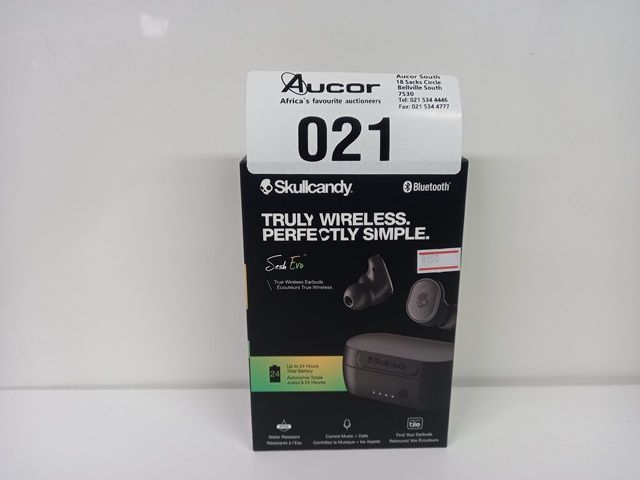 Aucor
Africa's favourite auctioneers
Aucor South
18 Sacks Circle
Bellville South
7530
Tel: 021 534 4446
Fax: 021 534 4777
021
Skullcandy
Bluetooth
TRULY WIRELESS.
PERFECTLY SIMPLE.
Sesh Evo™
True Wireless Earbuds
Écouteurs True Wireless
Skullcandy
24
Up to 24 Hours
Total Battery
Autonomie Totale
Jusqu'à 24 Heures
Water Resistant
Résistants à l'Eau
Control Music + Calls
Contrôlez la Musique + les Appels
tile
Find Your Earbuds
Retrouvez Vos Écouteurs